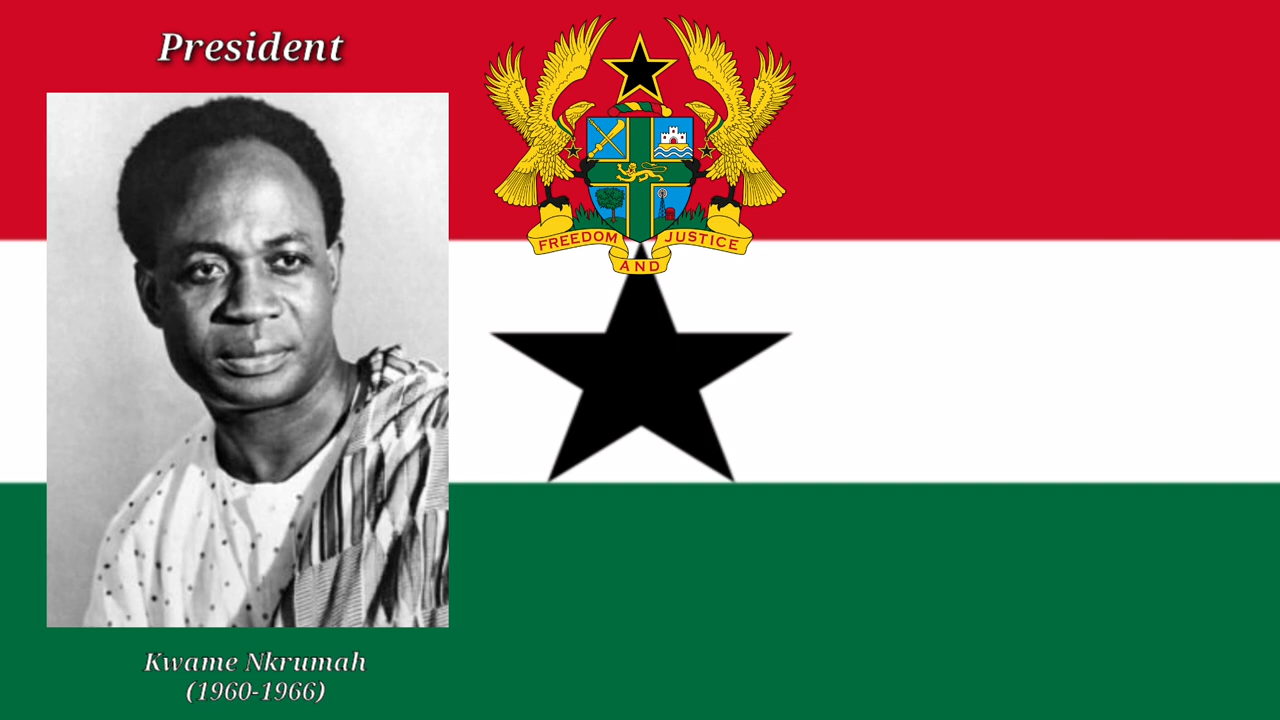 President
FREEDOM
AND
JUSTICE
Kwame Nkrumah
(1960-1966)